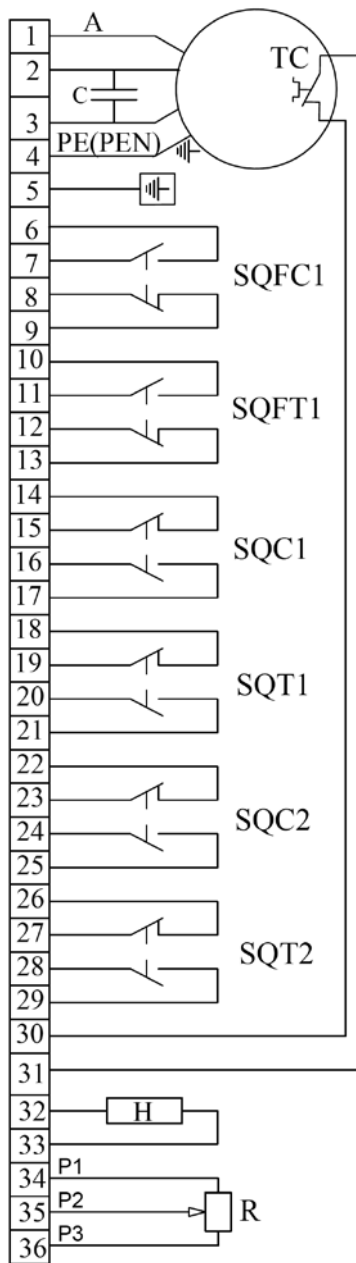 1 A TC
2
C
3
4 PE(PEN)
5
6
7 SQFC1
8
9
10
11 SQFT1
12
13
14
15 SQC1
16
17
18
19 SQT1
20
21
22
23 SQC2
24
25
26
27 SQT2
28
29
30
31
32 H
33
34 P1
35 P2 R
36 P3